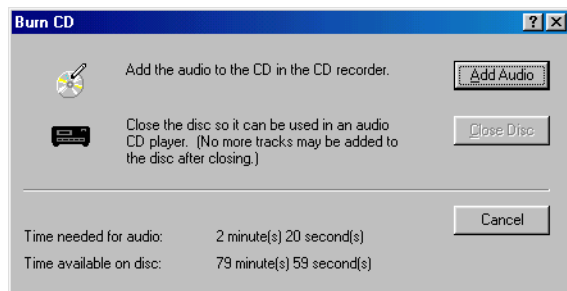 Burn CD
Add the audio to the CD in the CD recorder.
Add Audio
Close the disc so it can be used in an audio
CD player. (No more tracks may be added to
the disc after closing.)
Close Disc
Cancel
Time needed for audio: 2 minute(s) 20 second(s)
Time available on disc: 79 minute(s) 59 second(s)